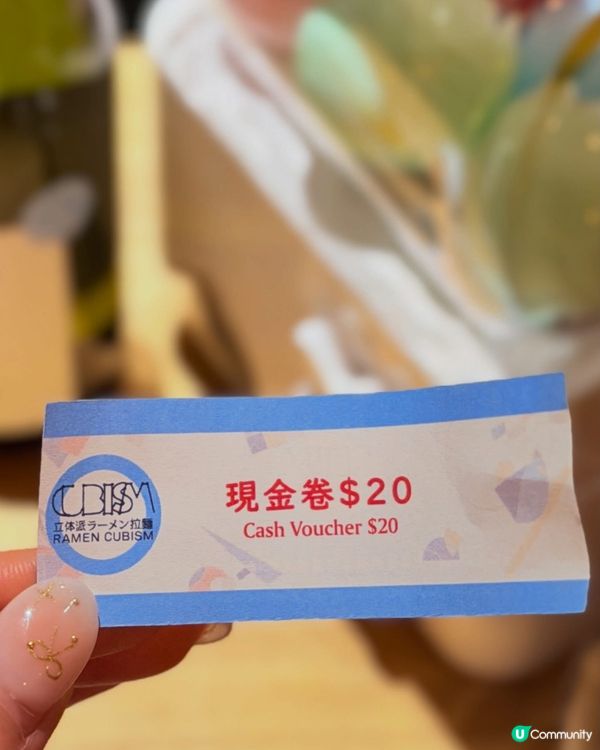 現金卷$20
Cash Voucher $20
CUBISM
立体派ラーメン拉麵
RAMEN CUBISM
U Community